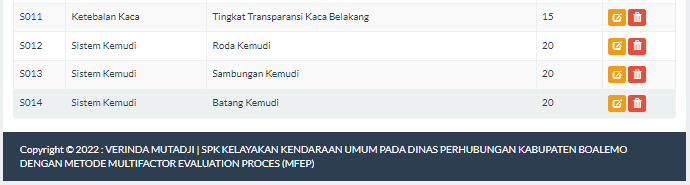 S011 Ketebalan Kaca Tingkat Transparansi Kaca Belakang 15
S012 Sistem Kemudi Roda Kemudi 20
S013 Sistem Kemudi Sambungan Kemudi 20
S014 Sistem Kemudi Batang Kemudi 20
Copyright © 2022 : VERINDA MUTADJI | SPK KELAYAKAN KENDARAAN UMUM PADA DINAS PERHUBUNGAN KABUPATEN BOALEMO
DENGAN METODE MULTIFACTOR EVALUATION PROCES (MFEP)